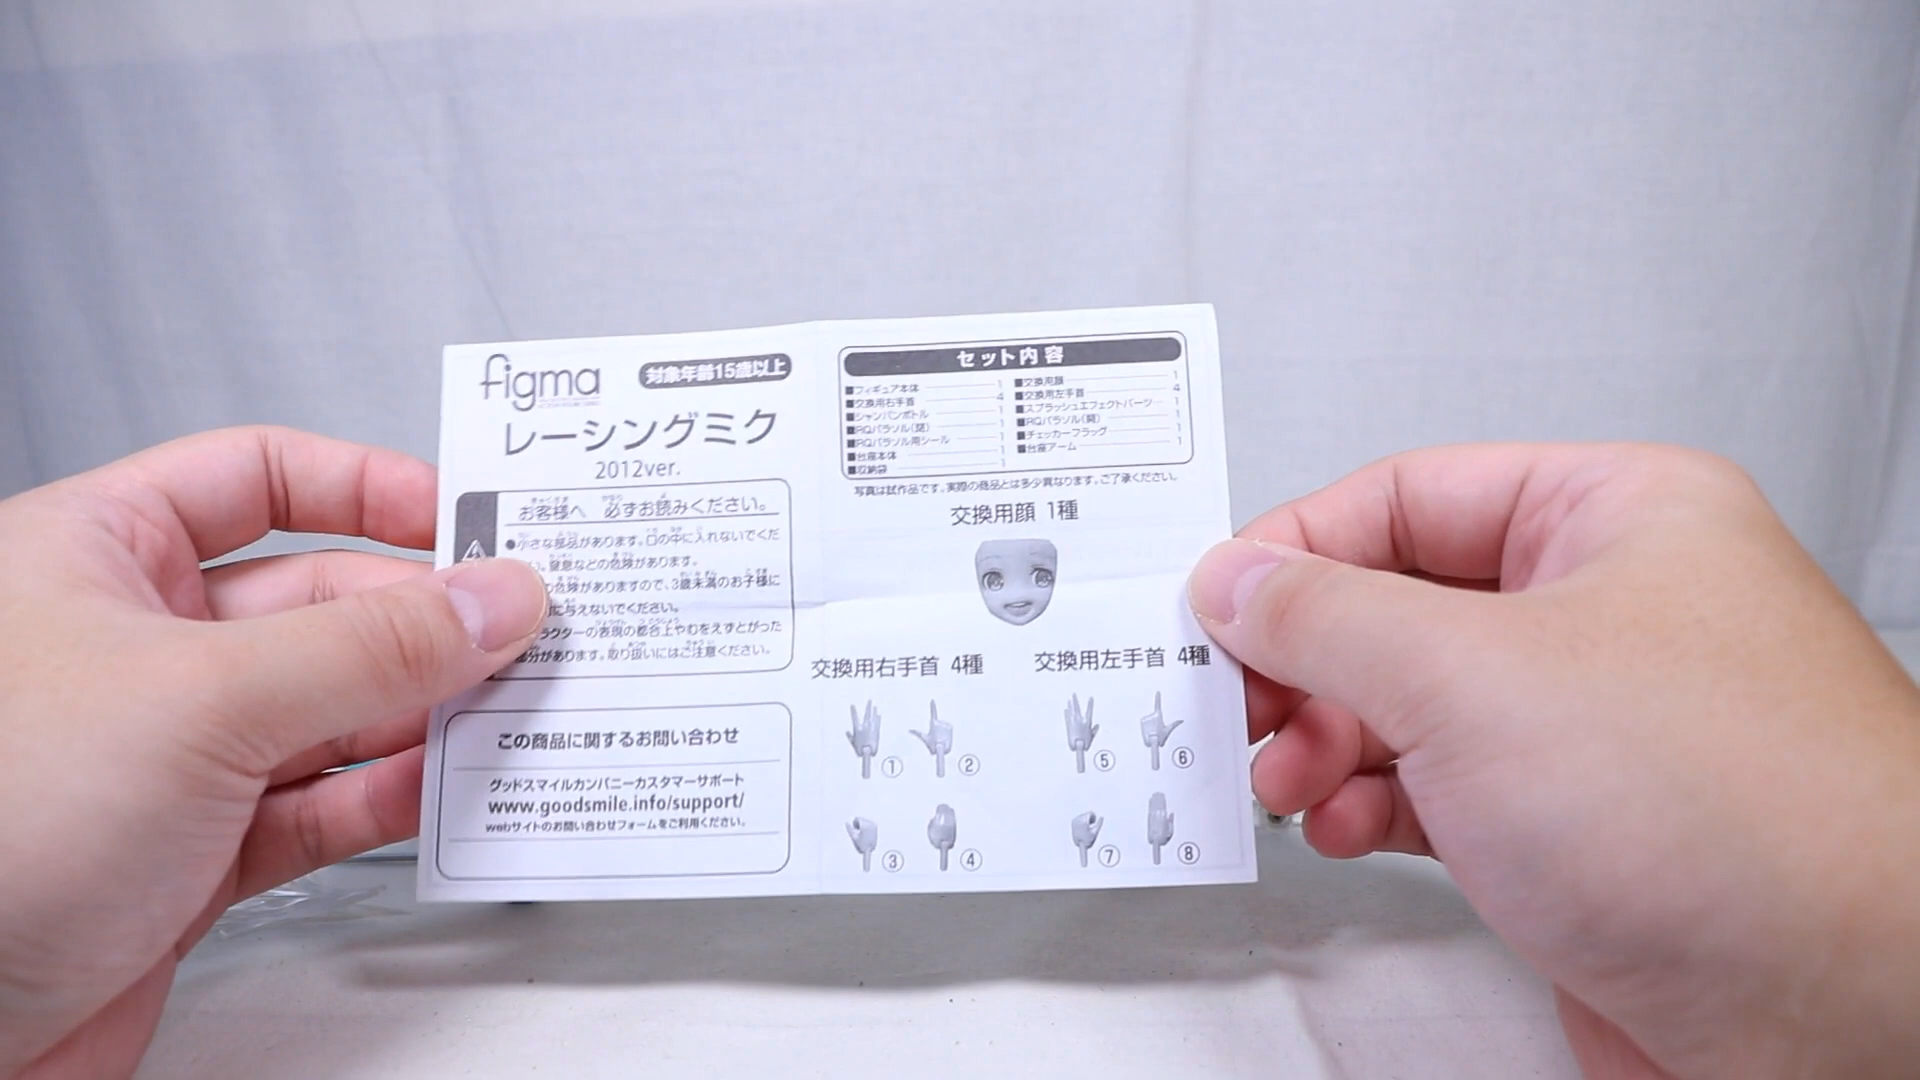 figma
対象年齢15歳以上
レーシングミク
2012ver.
お客様へ 必ずお読みください。
●小さな部品があります。口の中に入れないでくだ
。窒息などの危険があります。
の危険がありますので、3歳未満のお子様に
に与えないでください。
ラクターの表現の都合上やむをえずとがった
部分があります。取り扱いにはご注意ください。
この商品に関するお問い合わせ
グッドスマイルカンパニーカスタマーサポート
www.goodsmile.info/support/
webサイトのお問い合わせフォームをご利用ください。
セット内容
■フィギュア本体 1
■交換用右手首 4
■シャンパンボトル 1
■RQパラソル(閉) 1
■RQパラソル用シール 1
■台座本体 1
■収納袋 1
■交換用顔 1
■交換用左手首 4
■スプラッシュエフェクトパーツ 1
■RQパラソル(開) 1
■チェッカーフラッグ 1
■台座アーム 1
写真は試作品です。実際の商品とは多少異なります。ご了承ください。
交換用顔 1種
交換用右手首 4種
交換用左手首 4種
① ② ⑤ ⑥
③ ④ ⑦ ⑧